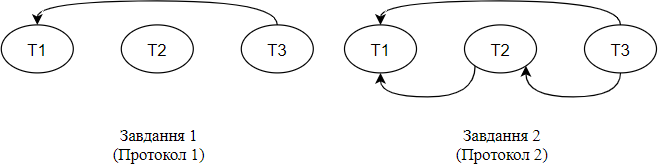 T1 T2 T3 T1 T2 T3
Завдання 1
(Протокол 1)
Завдання 2
(Протокол 2)